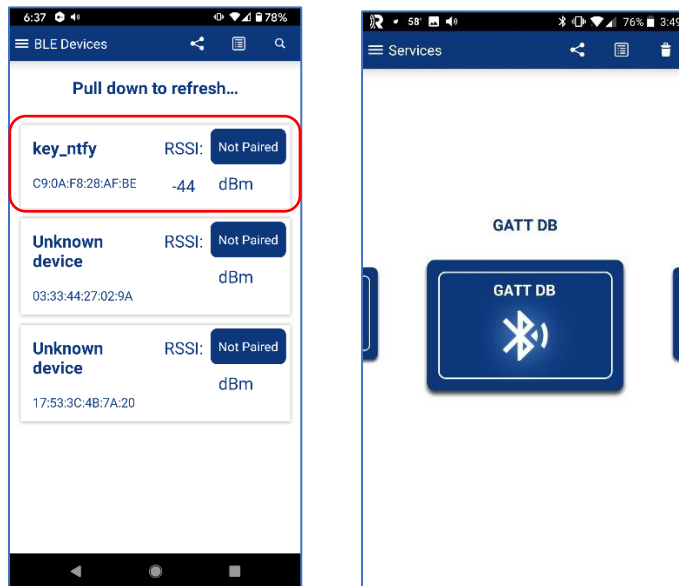 6:37 78%
BLE Devices
Pull down to refresh...
key_ntfy RSSI: Not Paired
C9:0A:F8:28:AF:BE -44 dBm
Unknown device RSSI: Not Paired
dBm
03:33:44:27:02:9A
Unknown device RSSI: Not Paired
dBm
17:53:3C:4B:7A:20
58° 76% 3:49
Services
GATT DB
GATT DB